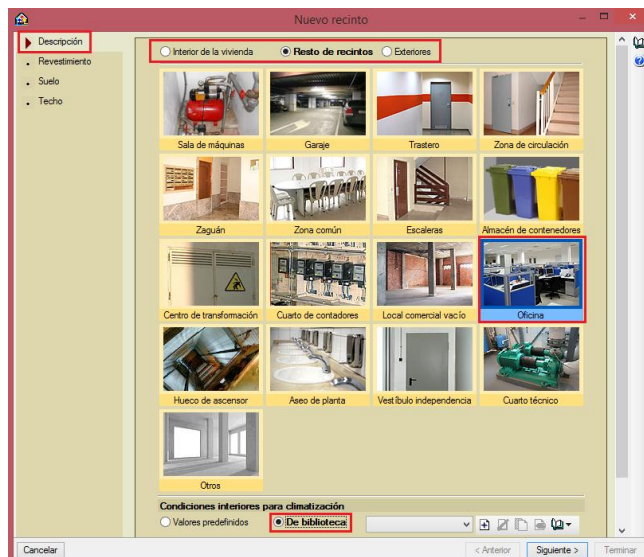 Nuevo recinto
Descripción
Revestimiento
Suelo
Techo
Interior de la vivienda Resto de recintos Exteriores
Sala de máquinas Garaje Trastero Zona de circulación
Zaguán Zona común Escaleras Almacén de contenedores
Centro de transformación Cuarto de contadores Local comercial vacío Oficina
Hueco de ascensor Aseo de planta Vestíbulo independencia Cuarto técnico
Otros
Condiciones interiores para climatización
Valores predefinidos De biblioteca
Cancelar < Anterior Siguiente > Terminar